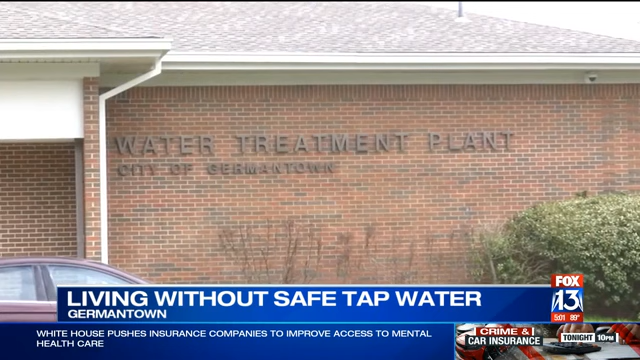 WATER TREATMENT PLANT
CITY OF GERMANTOWN
LIVING WITHOUT SAFE TAP WATER
GERMANTOWN
FOX
13
5:01 89°
WHITE HOUSE PUSHES INSURANCE COMPANIES TO IMPROVE ACCESS TO MENTAL
HEALTH CARE
CRIME &
CAR INSURANCE
TONIGHT 10PM